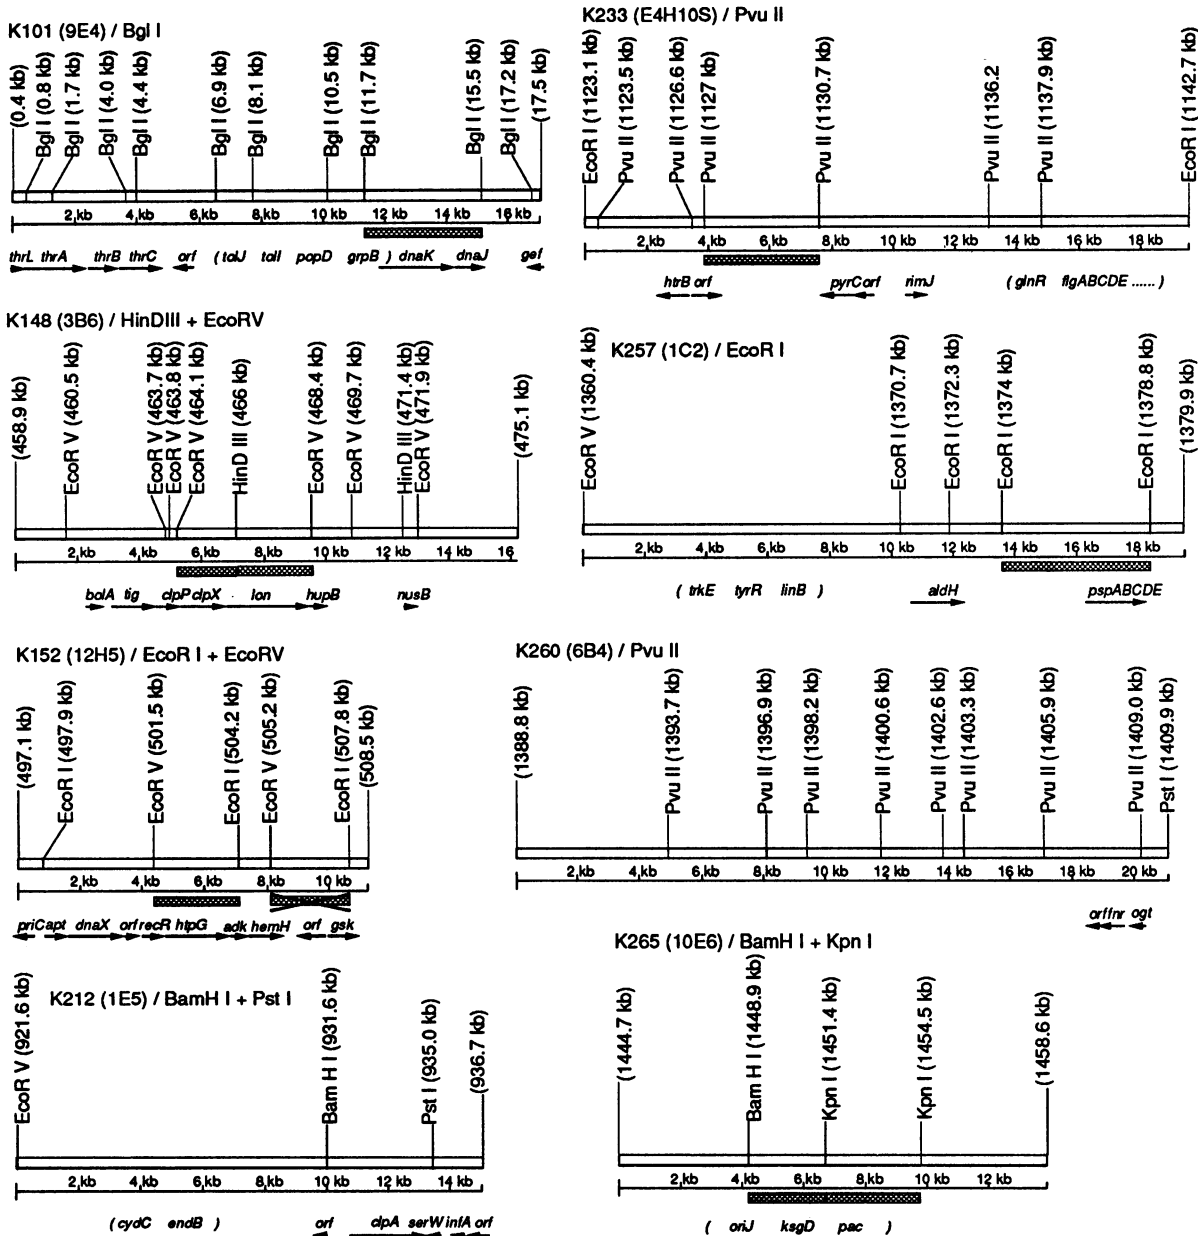 K101 (9E4) / Bgl I
(0.4 kb)
Bgl I (0.8 kb)
Bgl I (1.7 kb)
Bgl I (4.0 kb)
Bgl I (4.4 kb)
Bgl I (6.9 kb)
Bgl I (8.1 kb)
Bgl I (10.5 kb)
Bgl I (11.7 kb)
Bgl I (15.5 kb)
Bgl I (17.2 kb)
(17.5 kb)
2 kb 4 kb 6 kb 8 kb 10 kb 12 kb 14 kb 16 kb
thrL thrA thrB thrC orf ( talJ tall popD grpB ) dnaK dnaJ gef
K233 (E4H10S) / Pvu II
EcoR I (1123.1 kb)
Pvu II (1123.5 kb)
Pvu II (1126.6 kb)
Pvu II (1127 kb)
Pvu II (1130.7 kb)
Pvu II (1136.2
Pvu II (1137.9 kb)
EcoR I (1142.7 kb)
2 kb 4 kb 6 kb 8 kb 10 kb 12 kb 14 kb 16 kb 18 kb
htrB orf pyrC orf rimJ ( glnR flgABCDE ...... )
K148 (3B6) / HinDIII + EcoRV
(458.9 kb)
EcoR V (460.5 kb)
EcoR V (463.7 kb)
EcoR V (463.8 kb)
EcoR V (464.1 kb)
HinD III (466 kb)
EcoR V (468.4 kb)
EcoR V (469.7 kb)
HinD III (471.4 kb)
EcoR V (471.9 kb)
(475.1 kb)
2 kb 4 kb 6 kb 8 kb 10 kb 12 kb 14 kb 16
bolA tig clpP clpX lon hupB nusB
K257 (1C2) / EcoR I
EcoR V (1360.4 kb)
EcoR I (1370.7 kb)
EcoR I (1372.3 kb)
EcoR I (1374 kb)
EcoR I (1378.8 kb)
(1379.9 kb)
2 kb 4 kb 6 kb 8 kb 10 kb 12 kb 14 kb 16 kb 18 kb
( trkE tyrR linB ) aldH pspABCDE
K152 (12H5) / EcoR I + EcoRV
(497.1 kb)
EcoR I (497.9 kb)
EcoR V (501.5 kb)
EcoR I (504.2 kb)
EcoR V (505.2 kb)
EcoR I (507.8 kb)
(508.5 kb)
2 kb 4 kb 6 kb 8 kb 10 kb
priC apt dnaX orf recR htpG adk hemH orf gsk
K260 (6B4) / Pvu II
(1388.8 kb)
Pvu II (1393.7 kb)
Pvu II (1396.9 kb)
Pvu II (1398.2 kb)
Pvu II (1400.6 kb)
Pvu II (1402.6 kb)
Pvu II (1403.3 kb)
Pvu II (1405.9 kb)
Pvu II (1409.0 kb)
Pst I (1409.9 kb)
2 kb 4 kb 6 kb 8 kb 10 kb 12 kb 14 kb 16 kb 18 kb 20 kb
orf fnr ogt
K212 (1E5) / BamH I + Pst I
EcoR V (921.6 kb)
Bam H I (931.6 kb)
Pst I (935.0 kb)
(936.7 kb)
2 kb 4 kb 6 kb 8 kb 10 kb 12 kb 14 kb
( cydC endB ) orf clpA serW infA orf
K265 (10E6) / BamH I + Kpn I
(1444.7 kb)
Bam H I (1448.9 kb)
Kpn I (1451.4 kb)
Kpn I (1454.5 kb)
(1458.6 kb)
2 kb 4 kb 6 kb 8 kb 10 kb 12 kb
( oriJ ksgD pac )